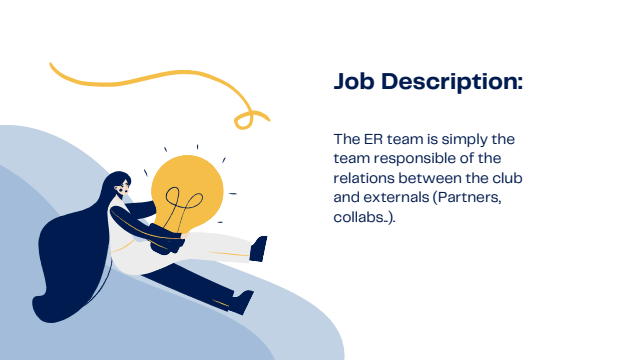 Job Description:
The ER team is simply the
team responsible of the
relations between the club
and externals (Partners,
collabs..).